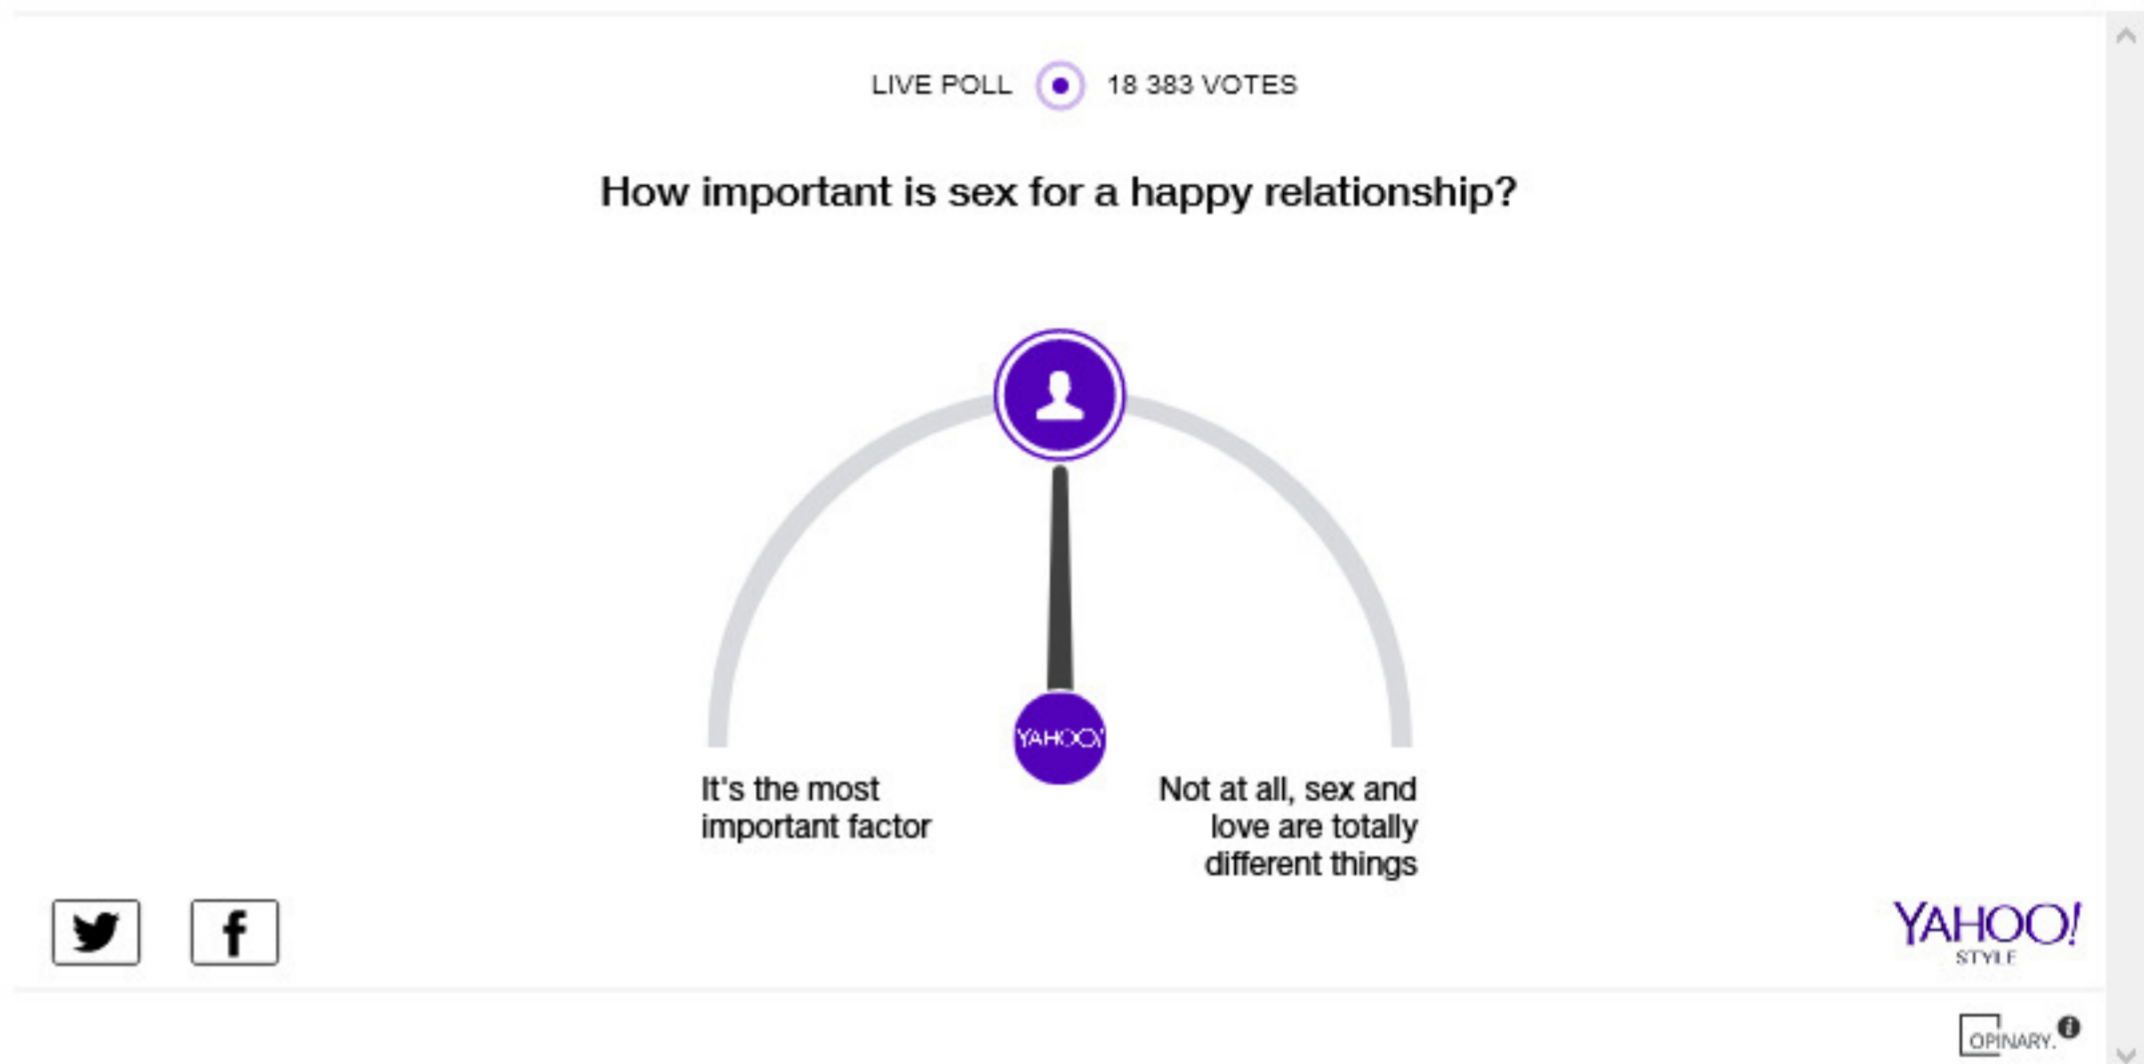 LIVE POLL 18 383 VOTES
How important is sex for a happy relationship?
YAHOO!
It's the most
important factor
Not at all, sex and
love are totally
different things
YAHOO!
STYLE
OPINARY.